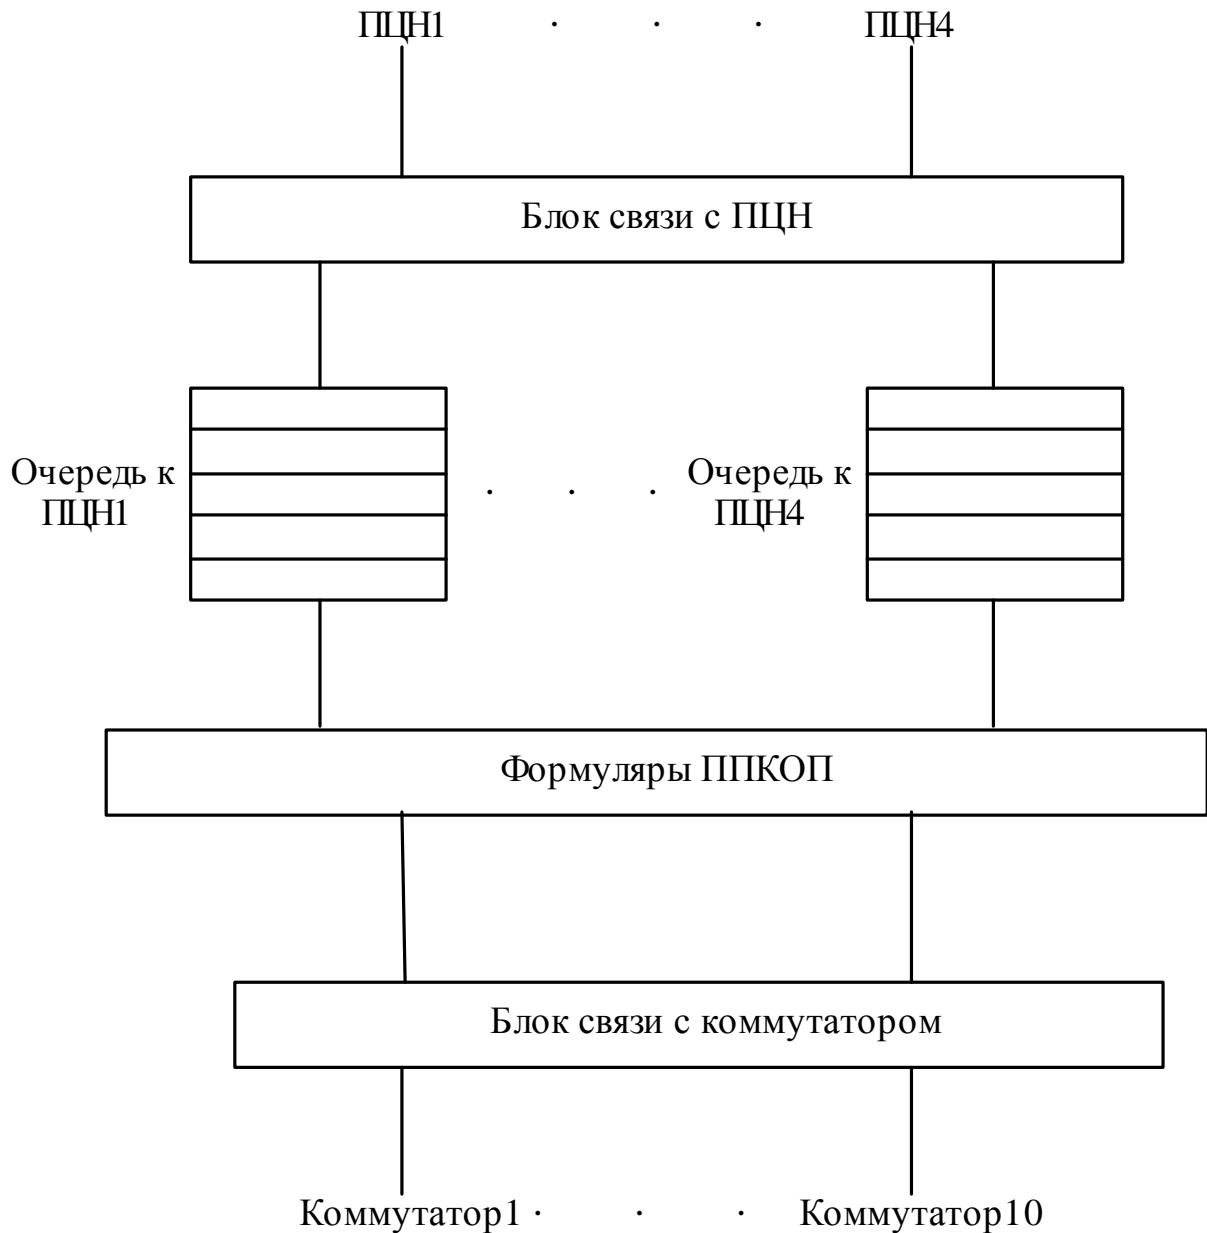 ПЦН1 · · · ПЦН4
Блок связи с ПЦН
Очередь к
ПЦН1
· · ·
Очередь к
ПЦН4
Формуляры ППКОП
Блок связи с коммутатором
Коммутатор1 · · · Коммутатор10